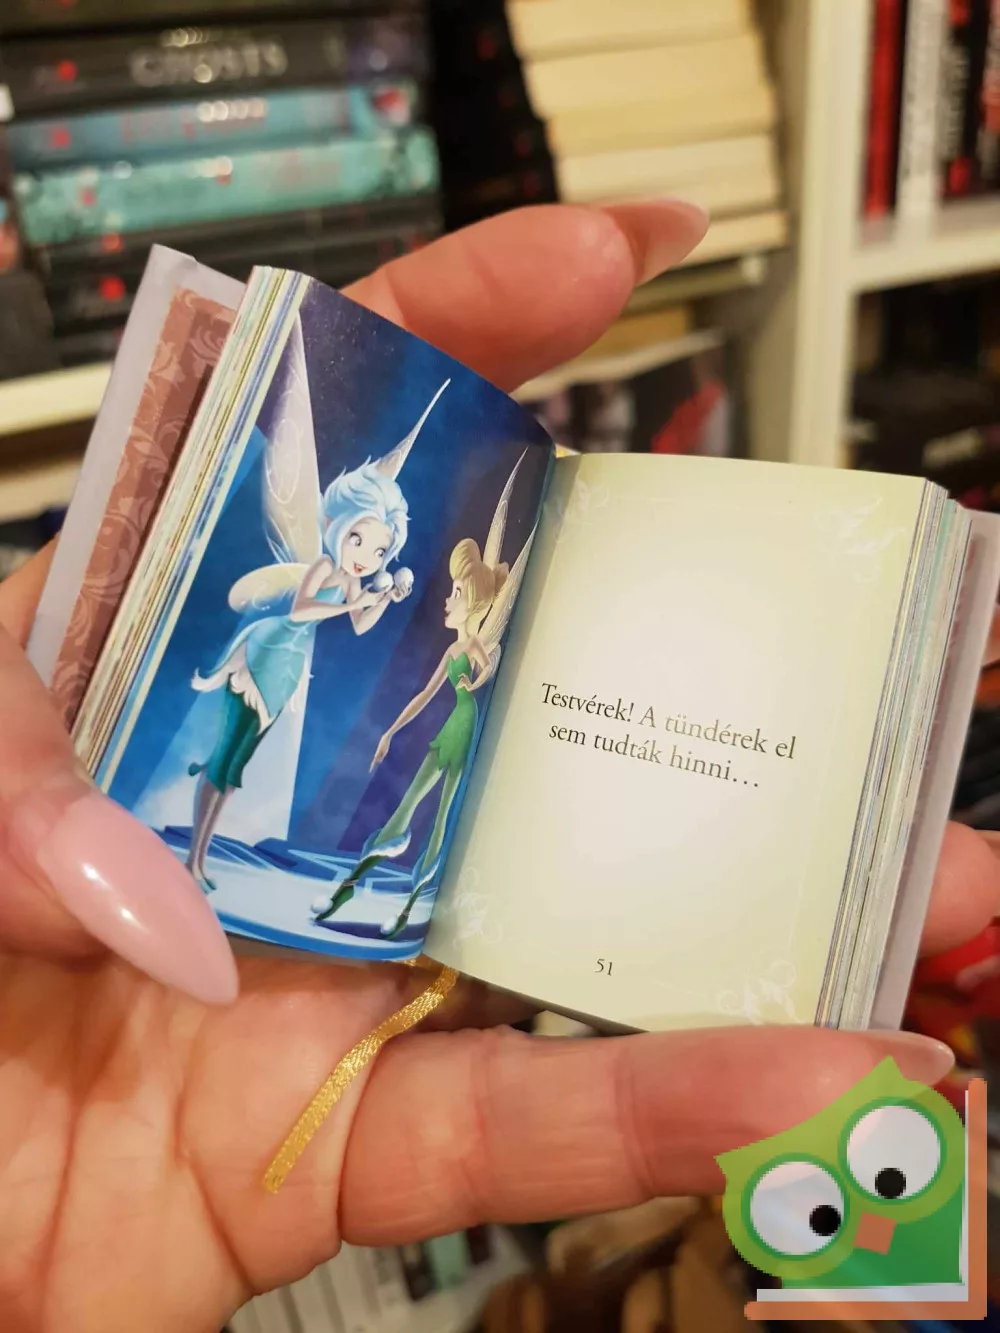 GHOSTS
Testvérek! A tündérek el
sem tudták hinni...
51